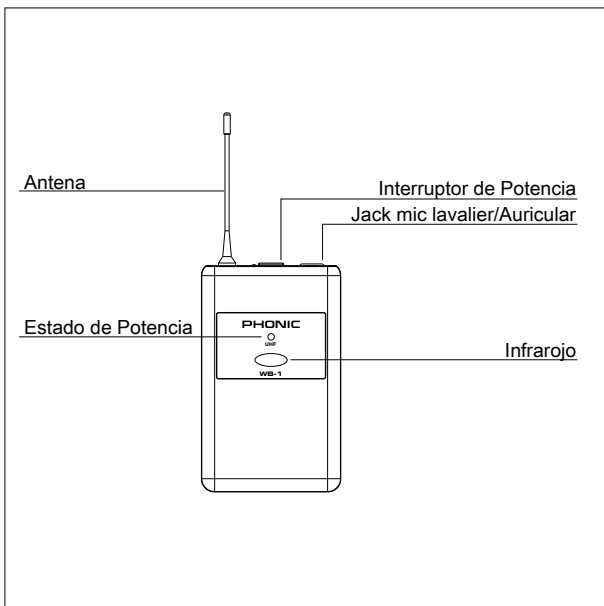 Antena
Interruptor de Potencia
Jack mic lavalier/Auricular
Estado de Potencia
PHONIC
UHF
Infrarojo
WB-1